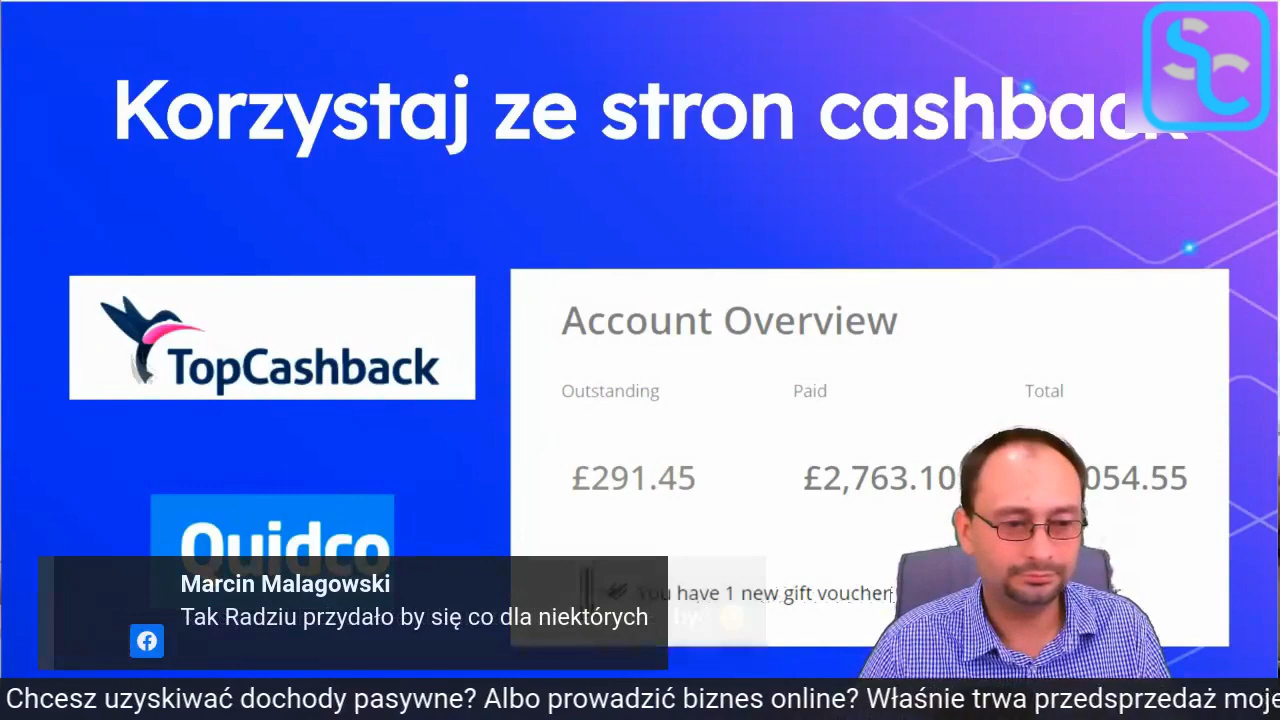 Korzystaj ze stron cashback
SC
TopCashback
Account Overview
Outstanding Paid Total
£291.45 £2,763.10 054.55
Quidco
You have 1 new gift voucher
Marcin Malagowski
Tak Radziu przydało by się co dla niektórych
Chcesz uzyskiwać dochody pasywne? Albo prowadzić biznes online? Właśnie trwa przedsprzedaż moje